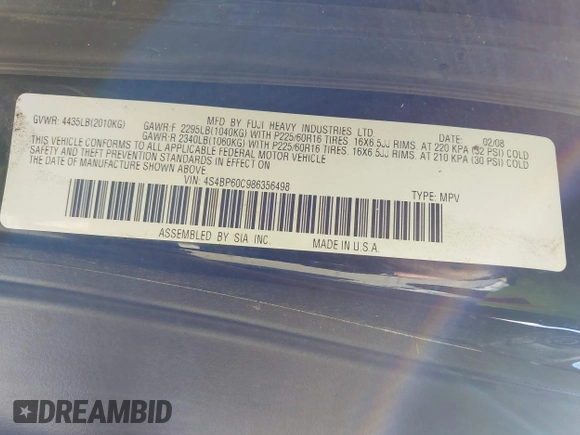 MFD BY FUJI HEAVY INDUSTRIES LTD. DATE: 02/08
GVWR: 4435LB(2010KG) GAWR:F 2295LB(1040KG) WITH P225/60R16 TIRES, 16X6.5JJ RIMS, AT 220 KPA (32 PSI) COLD
GAWR:R 2340LB(1060KG) WITH P225/60R16 TIRES, 16X6.5JJ RIMS, AT 210 KPA (30 PSI) COLD
THIS VEHICLE CONFORMS TO ALL APPLICABLE FEDERAL MOTOR VEHICLE
SAFETY AND THEFT PREVENTION STANDARDS IN EFFECT ON THE DATE OF MANUFACTURE
SHOWN ABOVE.
VIN: 4S4BP60C986356498 TYPE: MPV
ASSEMBLED BY SIA INC. MADE IN U.S.A.
DREAMBID